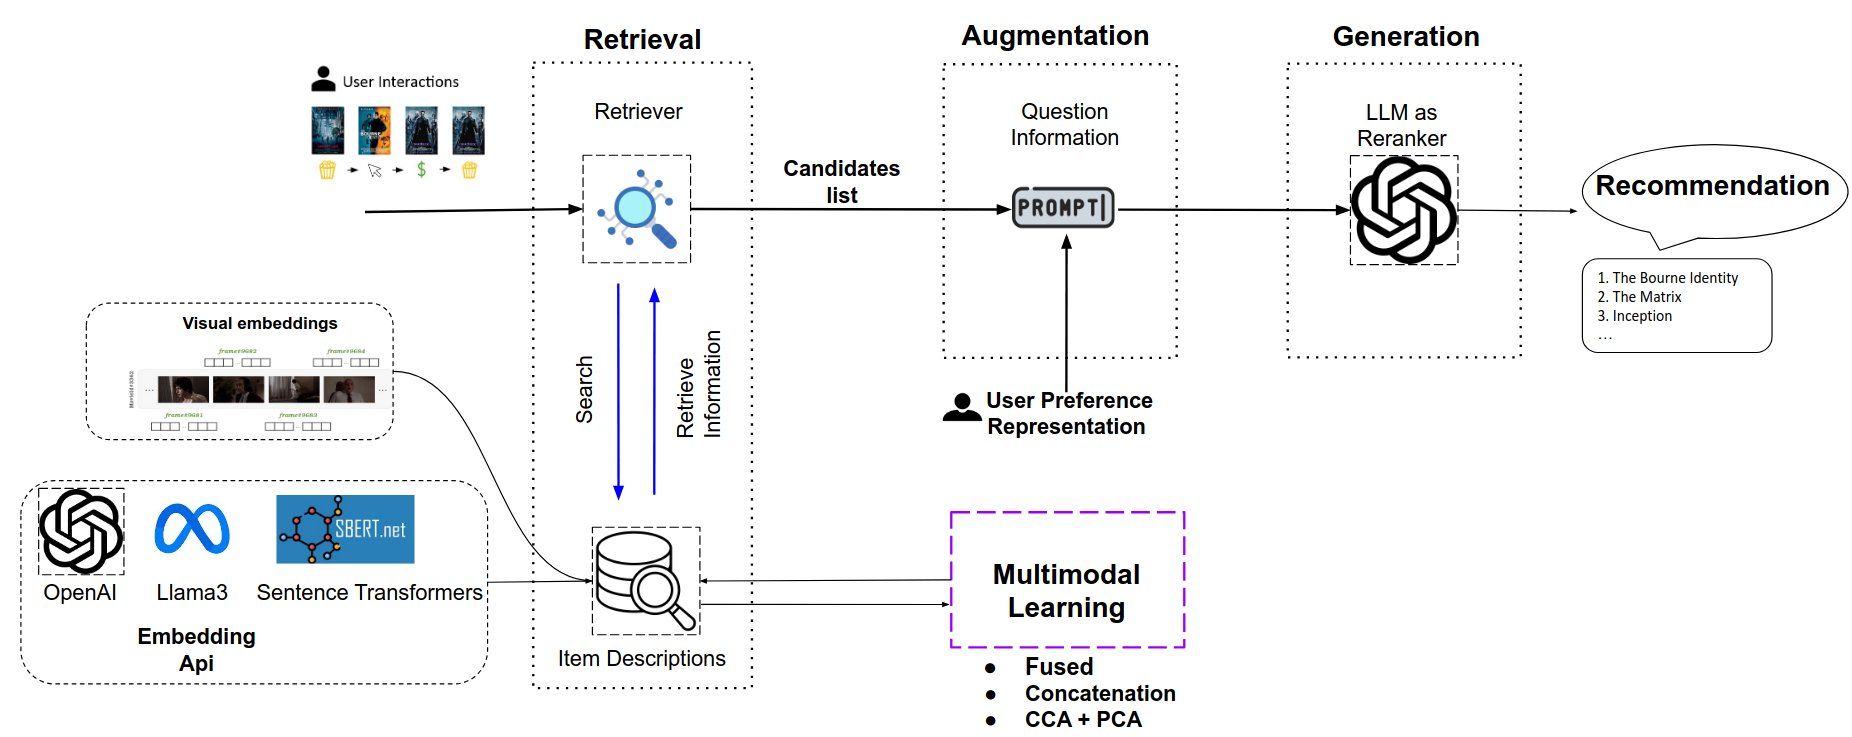 Retrieval
Augmentation
Generation
User Interactions
Retriever
Question
Information
LLM as
Reranker
Candidates
list
PROMPT
Recommendation
1. The Bourne Identity
2. The Matrix
3. Inception
...
Visual embeddings
frame#9682
frame#9684
frame#9681
frame#9683
Search
Retrieve
Information
User Preference
Representation
SBERT.net
OpenAI
Llama3
Sentence Transformers
Embedding
Api
Item Descriptions
Multimodal
Learning
● Fused
● Concatenation
● CCA + PCA